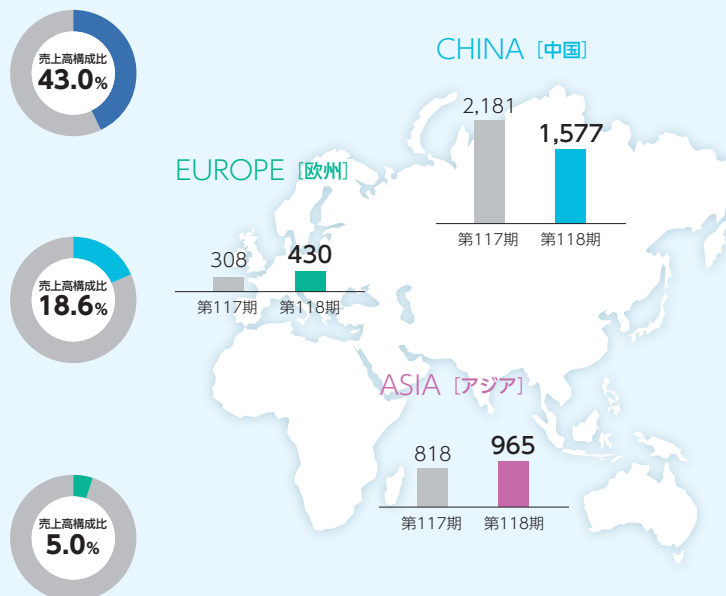 売上高構成比
43.0%
売上高構成比
18.6%
売上高構成比
5.0%
CHINA [中国]
2,181
1,577
第117期
第118期
EUROPE [欧州]
308
430
第117期
第118期
ASIA [アジア]
818
965
第117期
第118期